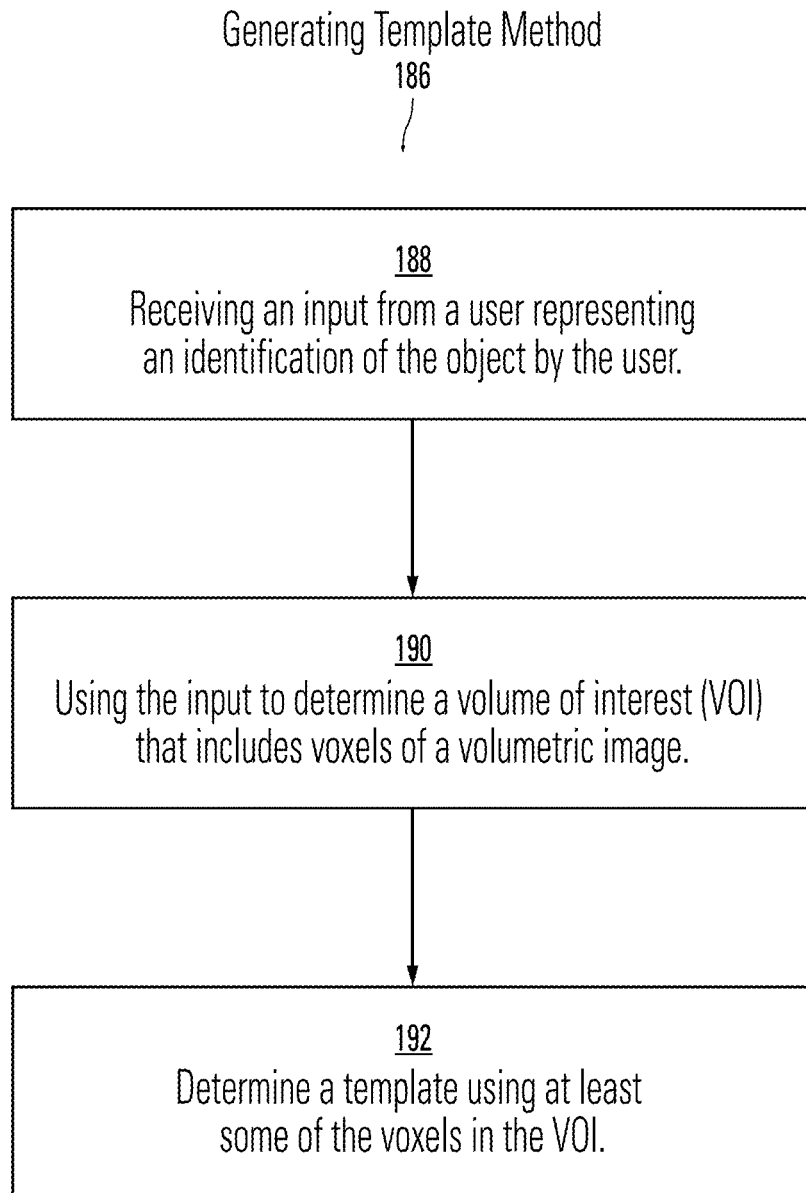 Generating Template Method
186
188
Receiving an input from a user representing
an identification of the object by the user.
190
Using the input to determine a volume of interest (VOI)
that includes voxels of a volumetric image.
192
Determine a template using at least
some of the voxels in the VOI.